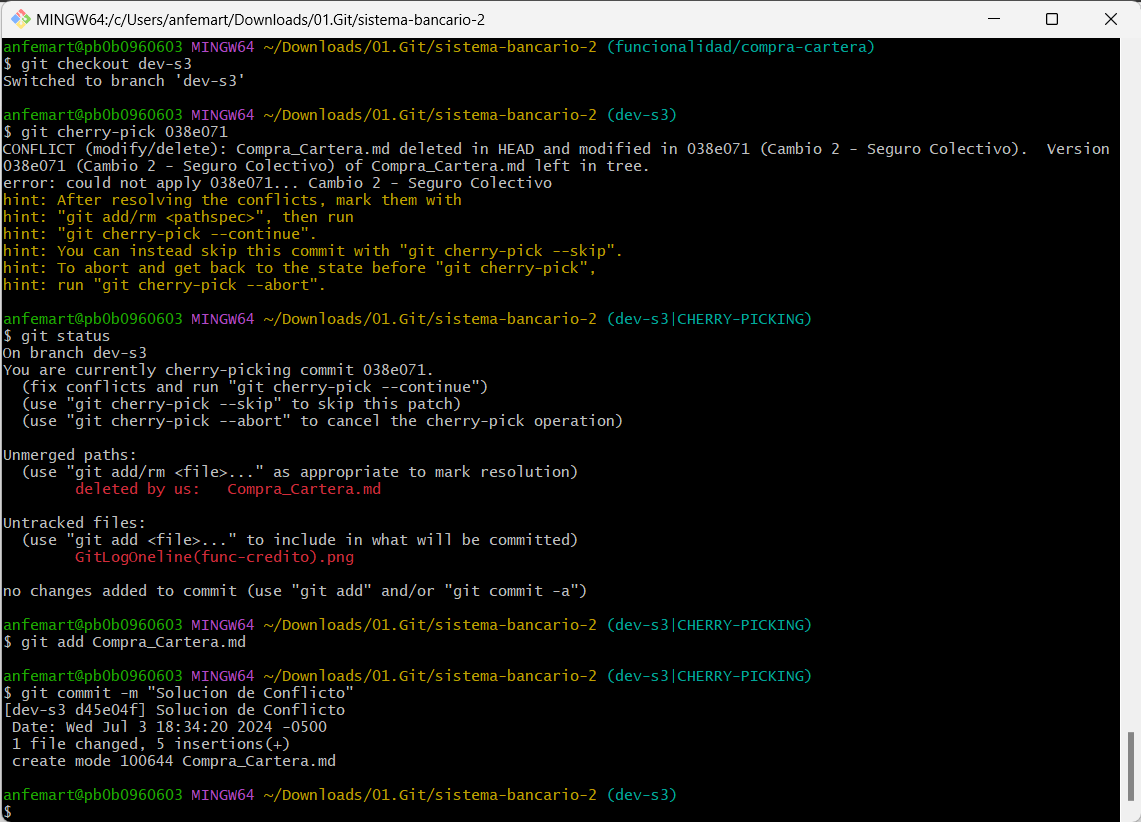 MINGW64:/c/Users/anfemart/Downloads/01.Git/sistema-bancario-2
anfemart@pb0b0960603 MINGW64 ~/Downloads/01.Git/sistema-bancario-2 (funcionalidad/compra-cartera)
$ git checkout dev-s3
Switched to branch 'dev-s3'
anfemart@pb0b0960603 MINGW64 ~/Downloads/01.Git/sistema-bancario-2 (dev-s3)
$ git cherry-pick 038e071
CONFLICT (modify/delete): Compra_Cartera.md deleted in HEAD and modified in 038e071 (Cambio 2 - Seguro Colectivo).  Version
038e071 (Cambio 2 - Seguro Colectivo) of Compra_Cartera.md left in tree.
error: could not apply 038e071... Cambio 2 - Seguro Colectivo
hint: After resolving the conflicts, mark them with
hint: "git add/rm <pathspec>", then run
hint: "git cherry-pick --continue".
hint: You can instead skip this commit with "git cherry-pick --skip".
hint: To abort and get back to the state before "git cherry-pick",
hint: run "git cherry-pick --abort".
anfemart@pb0b0960603 MINGW64 ~/Downloads/01.Git/sistema-bancario-2 (dev-s3|CHERRY-PICKING)
$ git status
On branch dev-s3
You are currently cherry-picking commit 038e071.
  (fix conflicts and run "git cherry-pick --continue")
  (use "git cherry-pick --skip" to skip this patch)
  (use "git cherry-pick --abort" to cancel the cherry-pick operation)
Unmerged paths:
  (use "git add/rm <file>..." as appropriate to mark resolution)
        deleted by us:   Compra_Cartera.md
Untracked files:
  (use "git add <file>..." to include in what will be committed)
        GitLogOneline(func-credito).png
no changes added to commit (use "git add" and/or "git commit -a")
anfemart@pb0b0960603 MINGW64 ~/Downloads/01.Git/sistema-bancario-2 (dev-s3|CHERRY-PICKING)
$ git add Compra_Cartera.md
anfemart@pb0b0960603 MINGW64 ~/Downloads/01.Git/sistema-bancario-2 (dev-s3|CHERRY-PICKING)
$ git commit -m "Solucion de Conflicto"
[dev-s3 d45e04f] Solucion de Conflicto
 Date: Wed Jul 3 18:34:20 2024 -0500
 1 file changed, 5 insertions(+)
 create mode 100644 Compra_Cartera.md
anfemart@pb0b0960603 MINGW64 ~/Downloads/01.Git/sistema-bancario-2 (dev-s3)
$